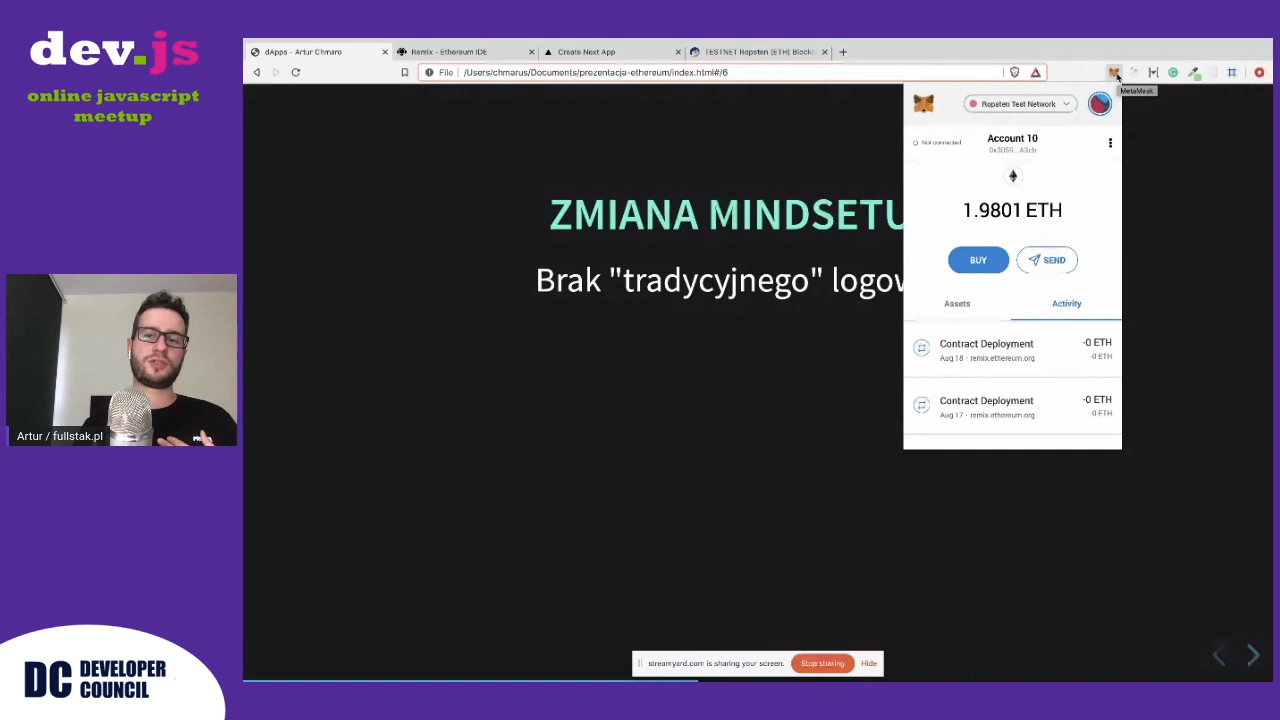 dev.js
online javascript
meetup
dApps - Artur Chmaro
Remix - Ethereum IDE
Create Next App
TESTNET Ropsten (ETH) Blockc
File
/Users/chmarus/Documents/prezentacja-ethereum/index.html#/6
MetaMask
Ropsten Test Network
Not connected
Account 10
0x3059...A3cb
1.9801 ETH
BUY
SEND
Assets
Activity
Contract Deployment
-0 ETH
Aug 18 · remix.ethereum.org
-0 ETH
Contract Deployment
-0 ETH
Aug 17 · remix.ethereum.org
-0 ETH
ZMIANA MINDSETU
Brak "tradycyjnego" logow
Artur / fullstak.pl
DC DEVELOPER
COUNCIL
streamyard.com is sharing your screen.
Stop sharing
Hide